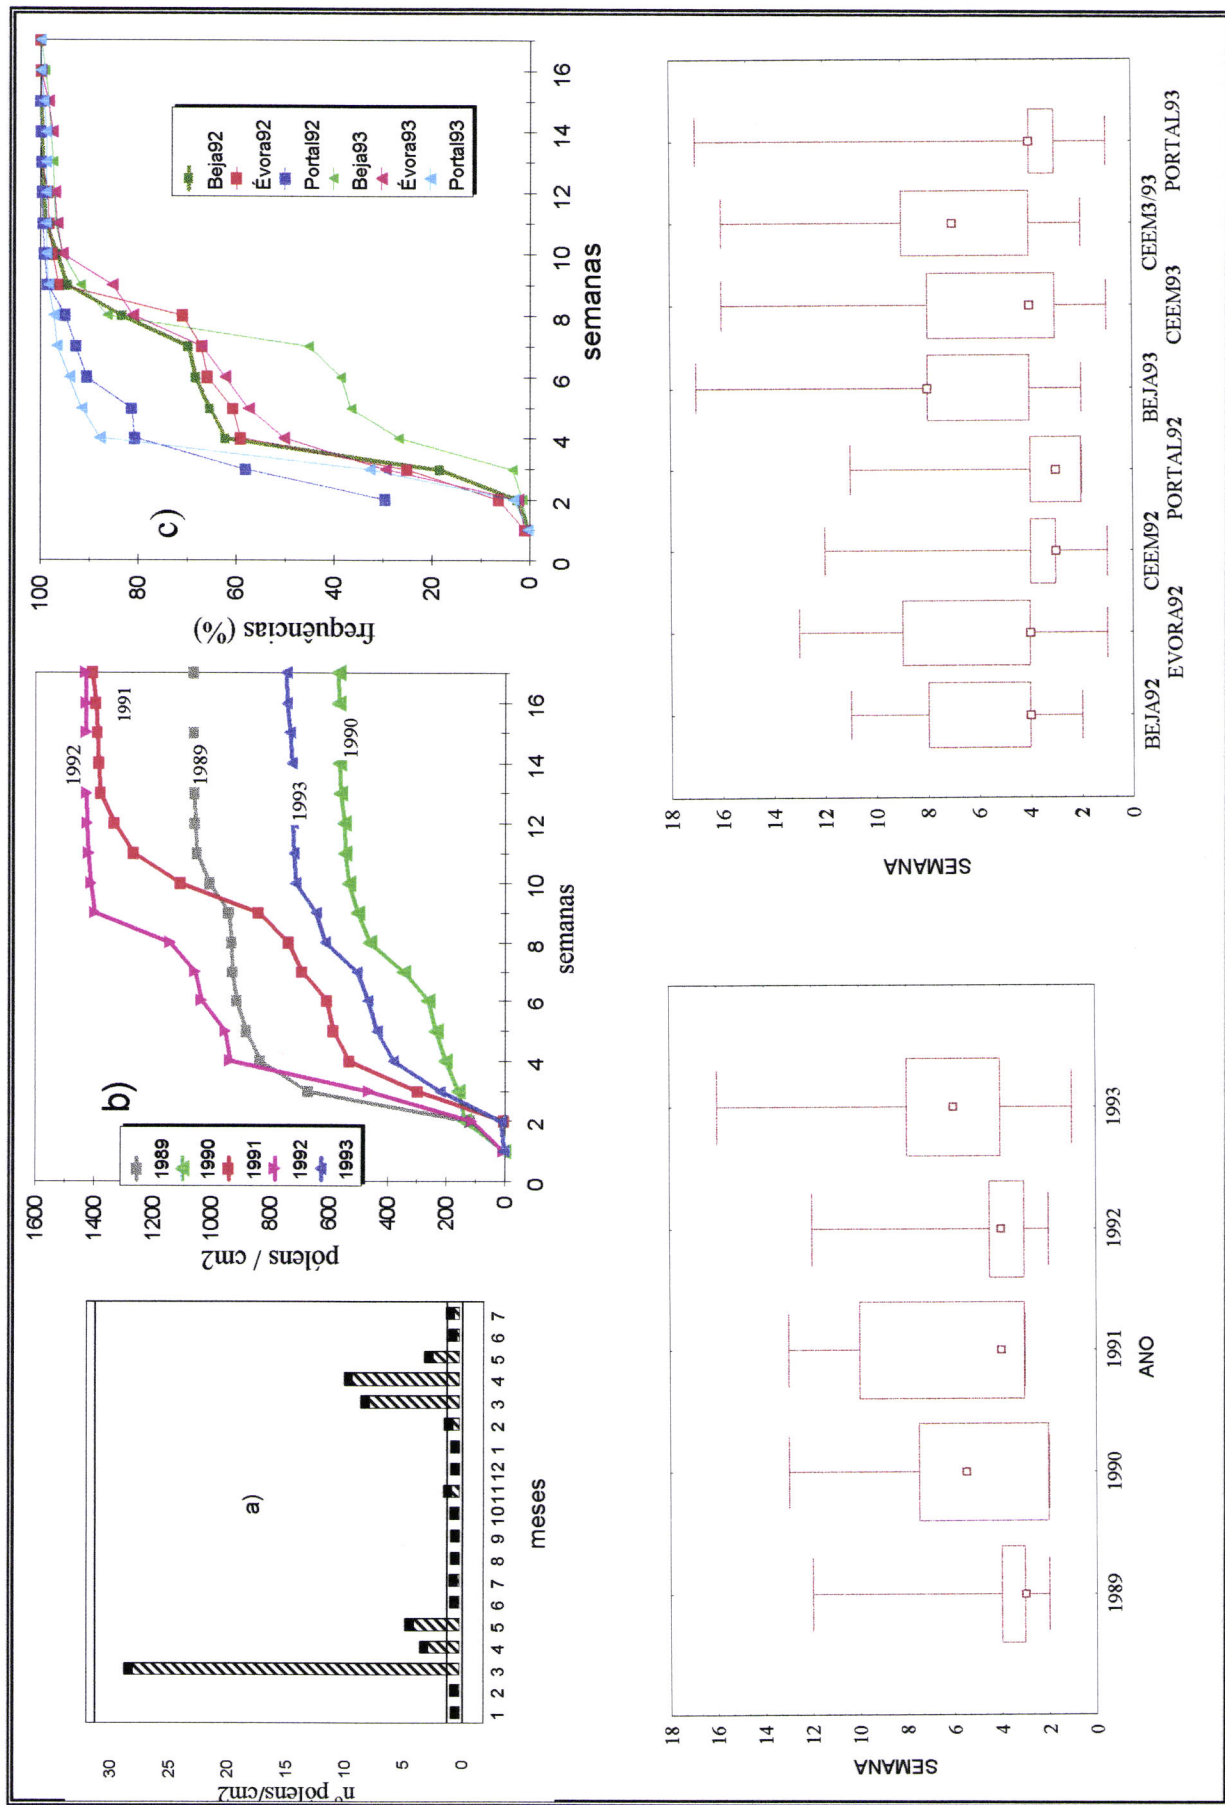 a)
nº pólens/cm2
30
25
20
15
10
5
0
1 2 3 4 5 6 7 8 9 10 11 12 1 2 3 4 5 6 7
meses
b)
1989
1990
1991
1992
1993
pólens / cm2
1600
1400
1200
1000
800
600
400
200
0
0 2 4 6 8 10 12 14 16
semanas
1992
1991
1989
1993
1990
c)
frequências (%)
100
80
60
40
20
0
0 2 4 6 8 10 12 14 16
semanas
Beja92
Évora92
Portal92
Beja93
Évora93
Portal93
SEMANA
18
16
14
12
10
8
6
4
2
0
1989 1990 1991 1992 1993
ANO
SEMANA
18
16
14
12
10
8
6
4
2
0
BEJA92 EVORA92 CEEM92 PORTAL92 BEJA93 CEEM93 CEEM3/93 PORTAL93